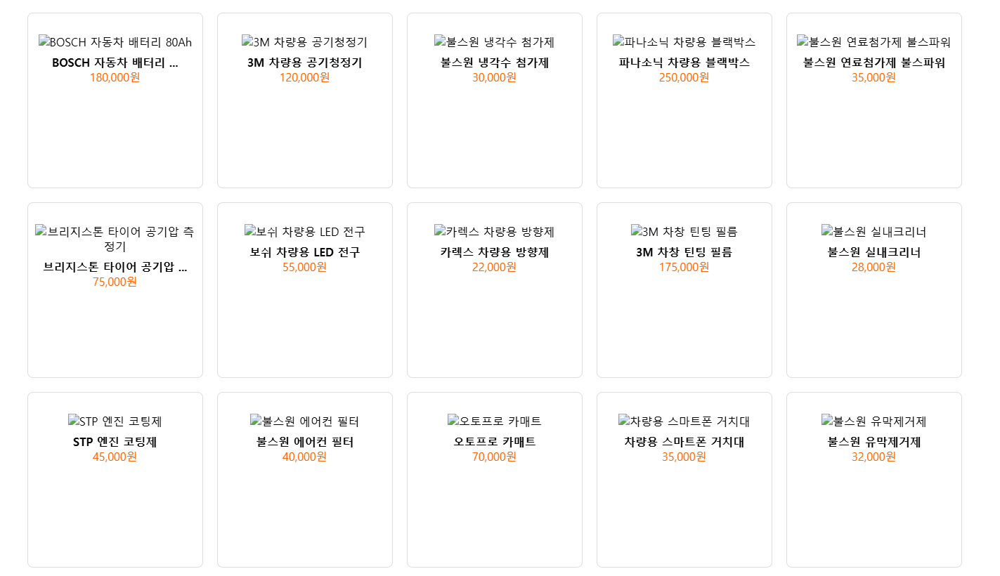 BOSCH 자동차 배터리 80Ah
BOSCH 자동차 배터리 ...
180,000원
3M 차량용 공기청정기
3M 차량용 공기청정기
120,000원
불스원 냉각수 첨가제
불스원 냉각수 첨가제
30,000원
파나소닉 차량용 블랙박스
파나소닉 차량용 블랙박스
250,000원
불스원 연료첨가제 불스파워
불스원 연료첨가제 불스파워
35,000원
브리지스톤 타이어 공기압 측
정기
브리지스톤 타이어 공기압 ...
75,000원
보쉬 차량용 LED 전구
보쉬 차량용 LED 전구
55,000원
카렉스 차량용 방향제
카렉스 차량용 방향제
22,000원
3M 차창 틴팅 필름
3M 차창 틴팅 필름
175,000원
불스원 실내크리너
불스원 실내크리너
28,000원
STP 엔진 코팅제
STP 엔진 코팅제
45,000원
불스원 에어컨 필터
불스원 에어컨 필터
40,000원
오토프로 카매트
오토프로 카매트
70,000원
차량용 스마트폰 거치대
차량용 스마트폰 거치대
35,000원
불스원 유막제거제
불스원 유막제거제
32,000원